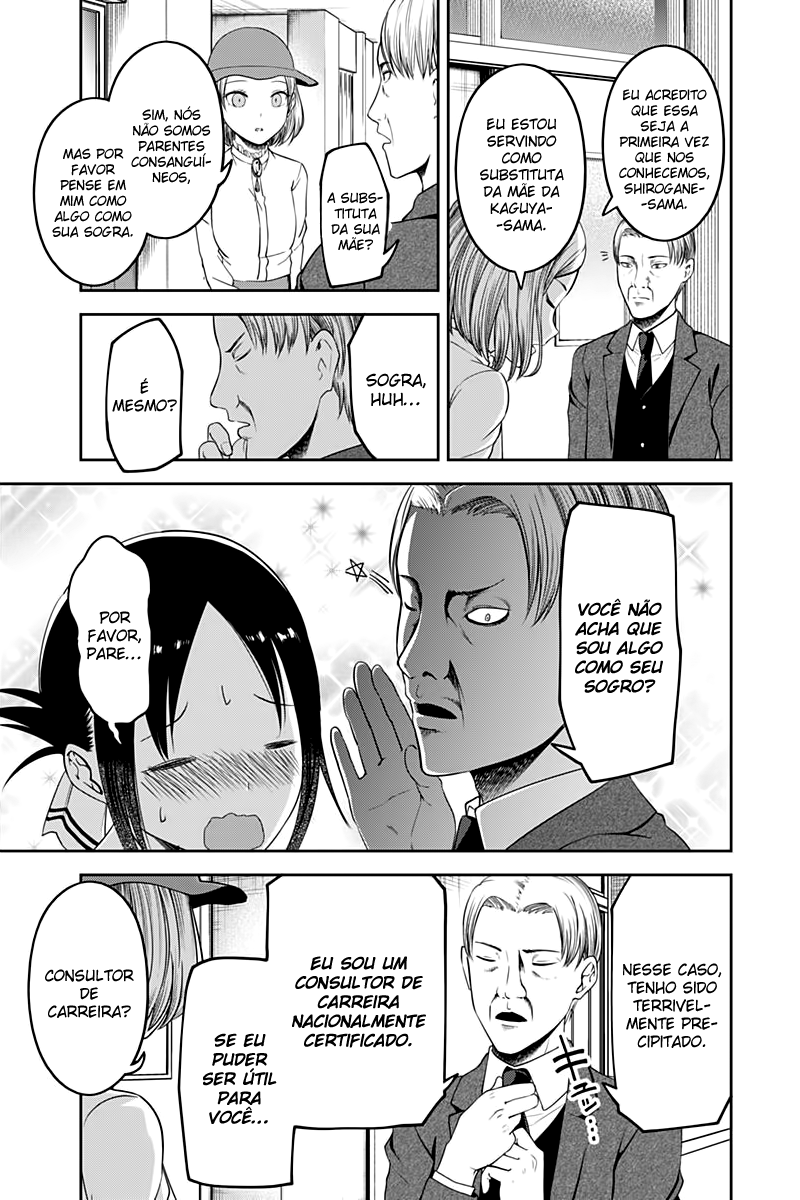 EU ACREDITO
QUE ESSA
SEJA A
PRIMEIRA
VEZ QUE NOS
CONHECEMOS,
SHIROGANE-
SAMA.
EU ESTOU
SERVINDO
COMO
SUBSTITUTA
DA MÃE DA
KAGUYA
-SAMA.
A SUBS-
TITUTA
DA SUA
MÃE?
SIM, NÓS
NÃO SOMOS
PARENTES
CONSANGUÍ-
NEOS,
MAS POR
FAVOR
PENSE EM
MIM COMO
ALGO COMO
SUA SOGRA.
SOGRA,
HUH...
É
MESMO?
VOCÊ NÃO
ACHA QUE
SOU ALGO
COMO SEU
SOGRO?
POR
FAVOR,
PARE...
NESSE CASO,
TENHO SIDO
TERRIVEL-
MENTE PRE-
CIPITADO.
キュッ…
EU SOU UM
CONSULTOR DE
CARREIRA
NACIONALMENTE
CERTIFICADO.
SE EU
PUDER
SER ÚTIL
PARA
VOCÊ...
CONSULTOR
DE
CARREIRA?